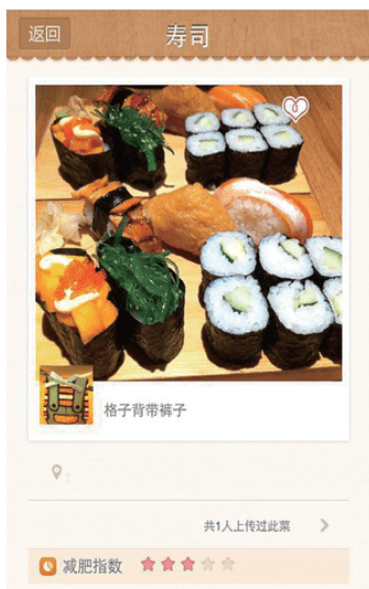 返回
寿司
格子背带裤子
共1人上传过此菜
减肥指数